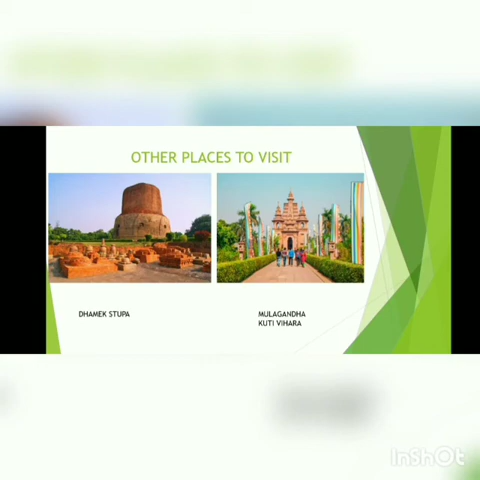 OTHER PLACES TO VISIT
DHAMEK STUPA
MULAGANDHA
KUTI VIHARA
InShOt